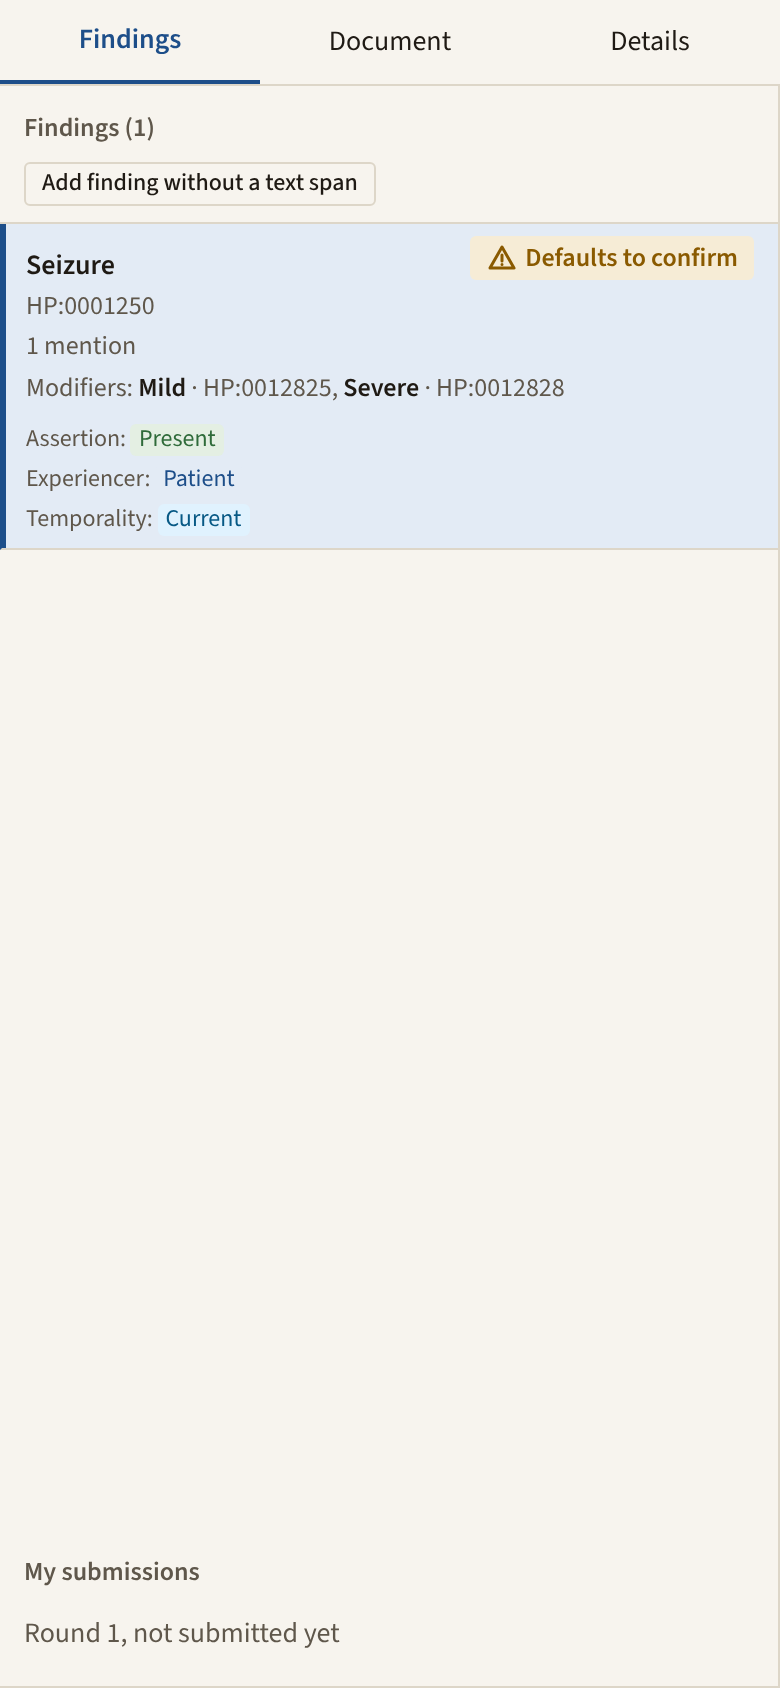 Findings
Document
Details
Findings (1)
Add finding without a text span
Seizure
Defaults to confirm
HP:0001250
1 mention
Modifiers: Mild · HP:0012825, Severe · HP:0012828
Assertion: Present
Experiencer: Patient
Temporality: Current
My submissions
Round 1, not submitted yet